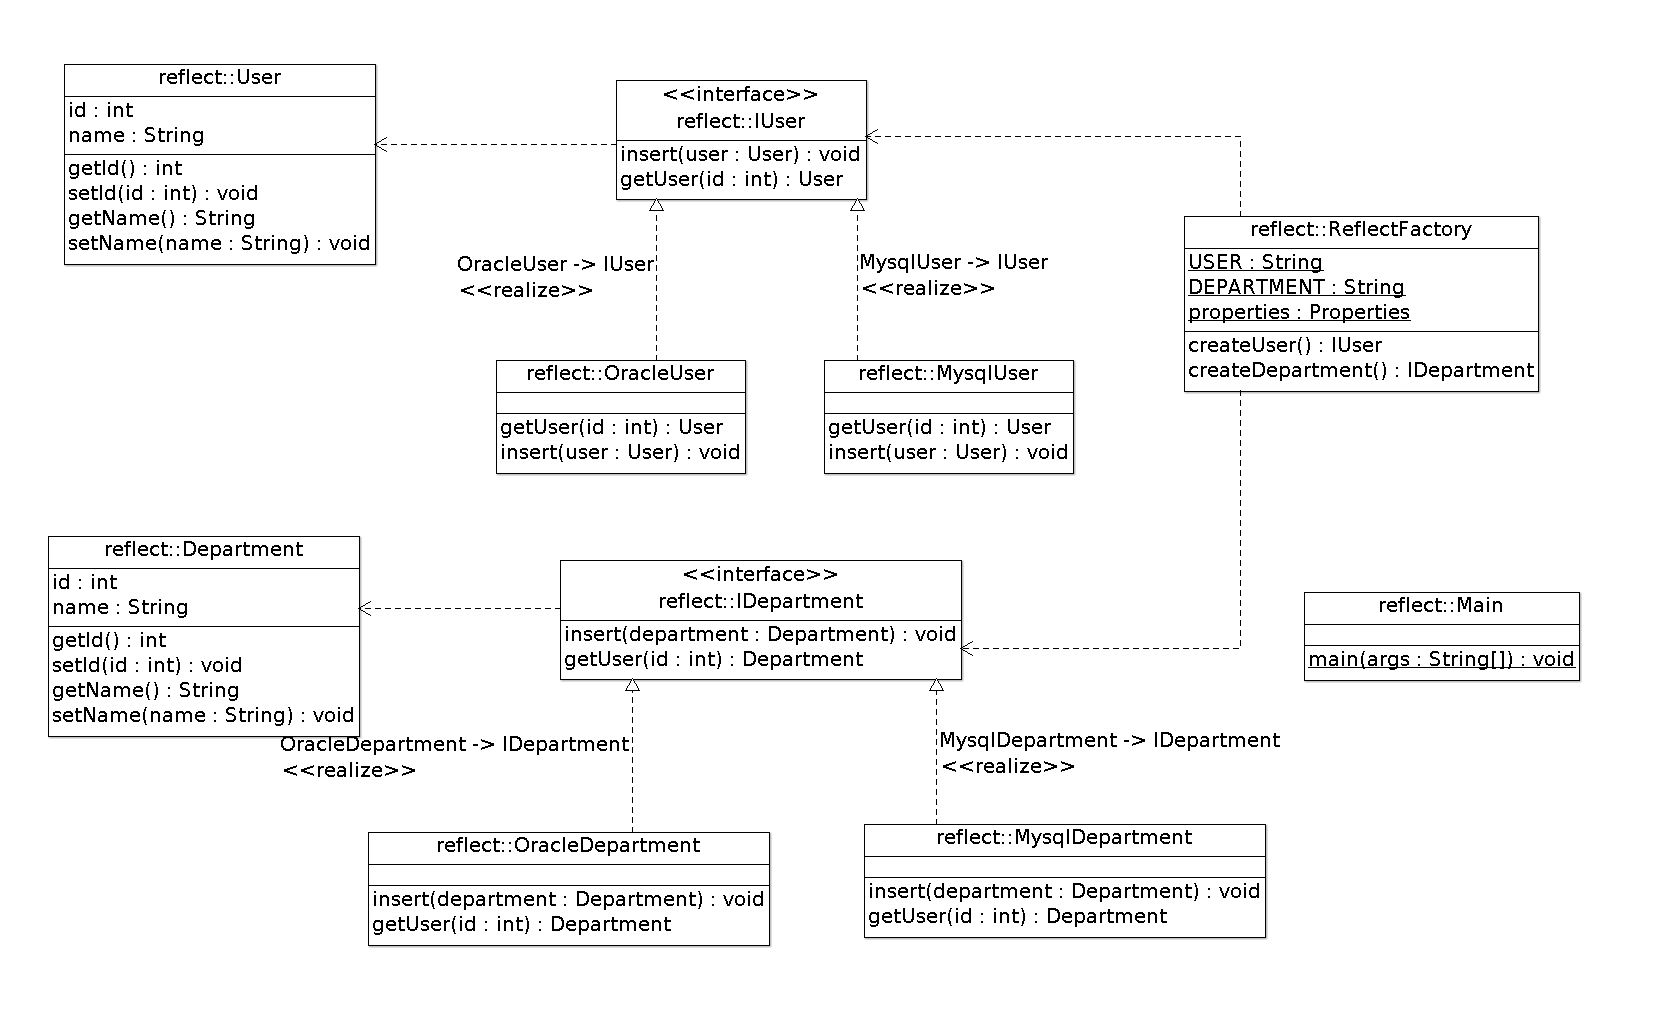 reflect::User
id : int
name : String
getId() : int
setId(id : int) : void
getName() : String
setName(name : String) : void
<<interface>>
reflect::IUser
insert(user : User) : void
getUser(id : int) : User
reflect::ReflectFactory
USER : String
DEPARTMENT : String
properties : Properties
createUser() : IUser
createDepartment() : IDepartment
OracleUser -> IUser
<<realize>>
MysqlUser -> IUser
<<realize>>
reflect::OracleUser
getUser(id : int) : User
insert(user : User) : void
reflect::MysqlUser
getUser(id : int) : User
insert(user : User) : void
reflect::Department
id : int
name : String
getId() : int
setId(id : int) : void
getName() : String
setName(name : String) : void
<<interface>>
reflect::IDepartment
insert(department : Department) : void
getUser(id : int) : Department
reflect::Main
main(args : String[]) : void
OracleDepartment -> IDepartment
<<realize>>
MysqlDepartment -> IDepartment
<<realize>>
reflect::OracleDepartment
insert(department : Department) : void
getUser(id : int) : Department
reflect::MysqlDepartment
insert(department : Department) : void
getUser(id : int) : Department